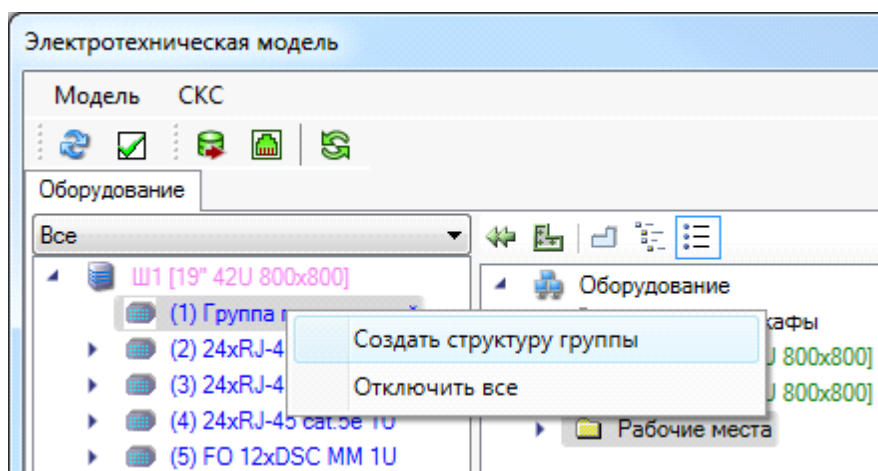 Электротехническая модель
Модель СКС
Оборудование
Все
Ш1 [19" 42U 800x800]
(1) Группа
(2) 24xRJ-4
(3) 24xRJ-4
(4) 24xRJ-45 cat.5e 1U
(5) FO 12xDSC MM 1U
Создать структуру группы
Отключить все
Оборудование
800x800]
800x800]
Рабочие места